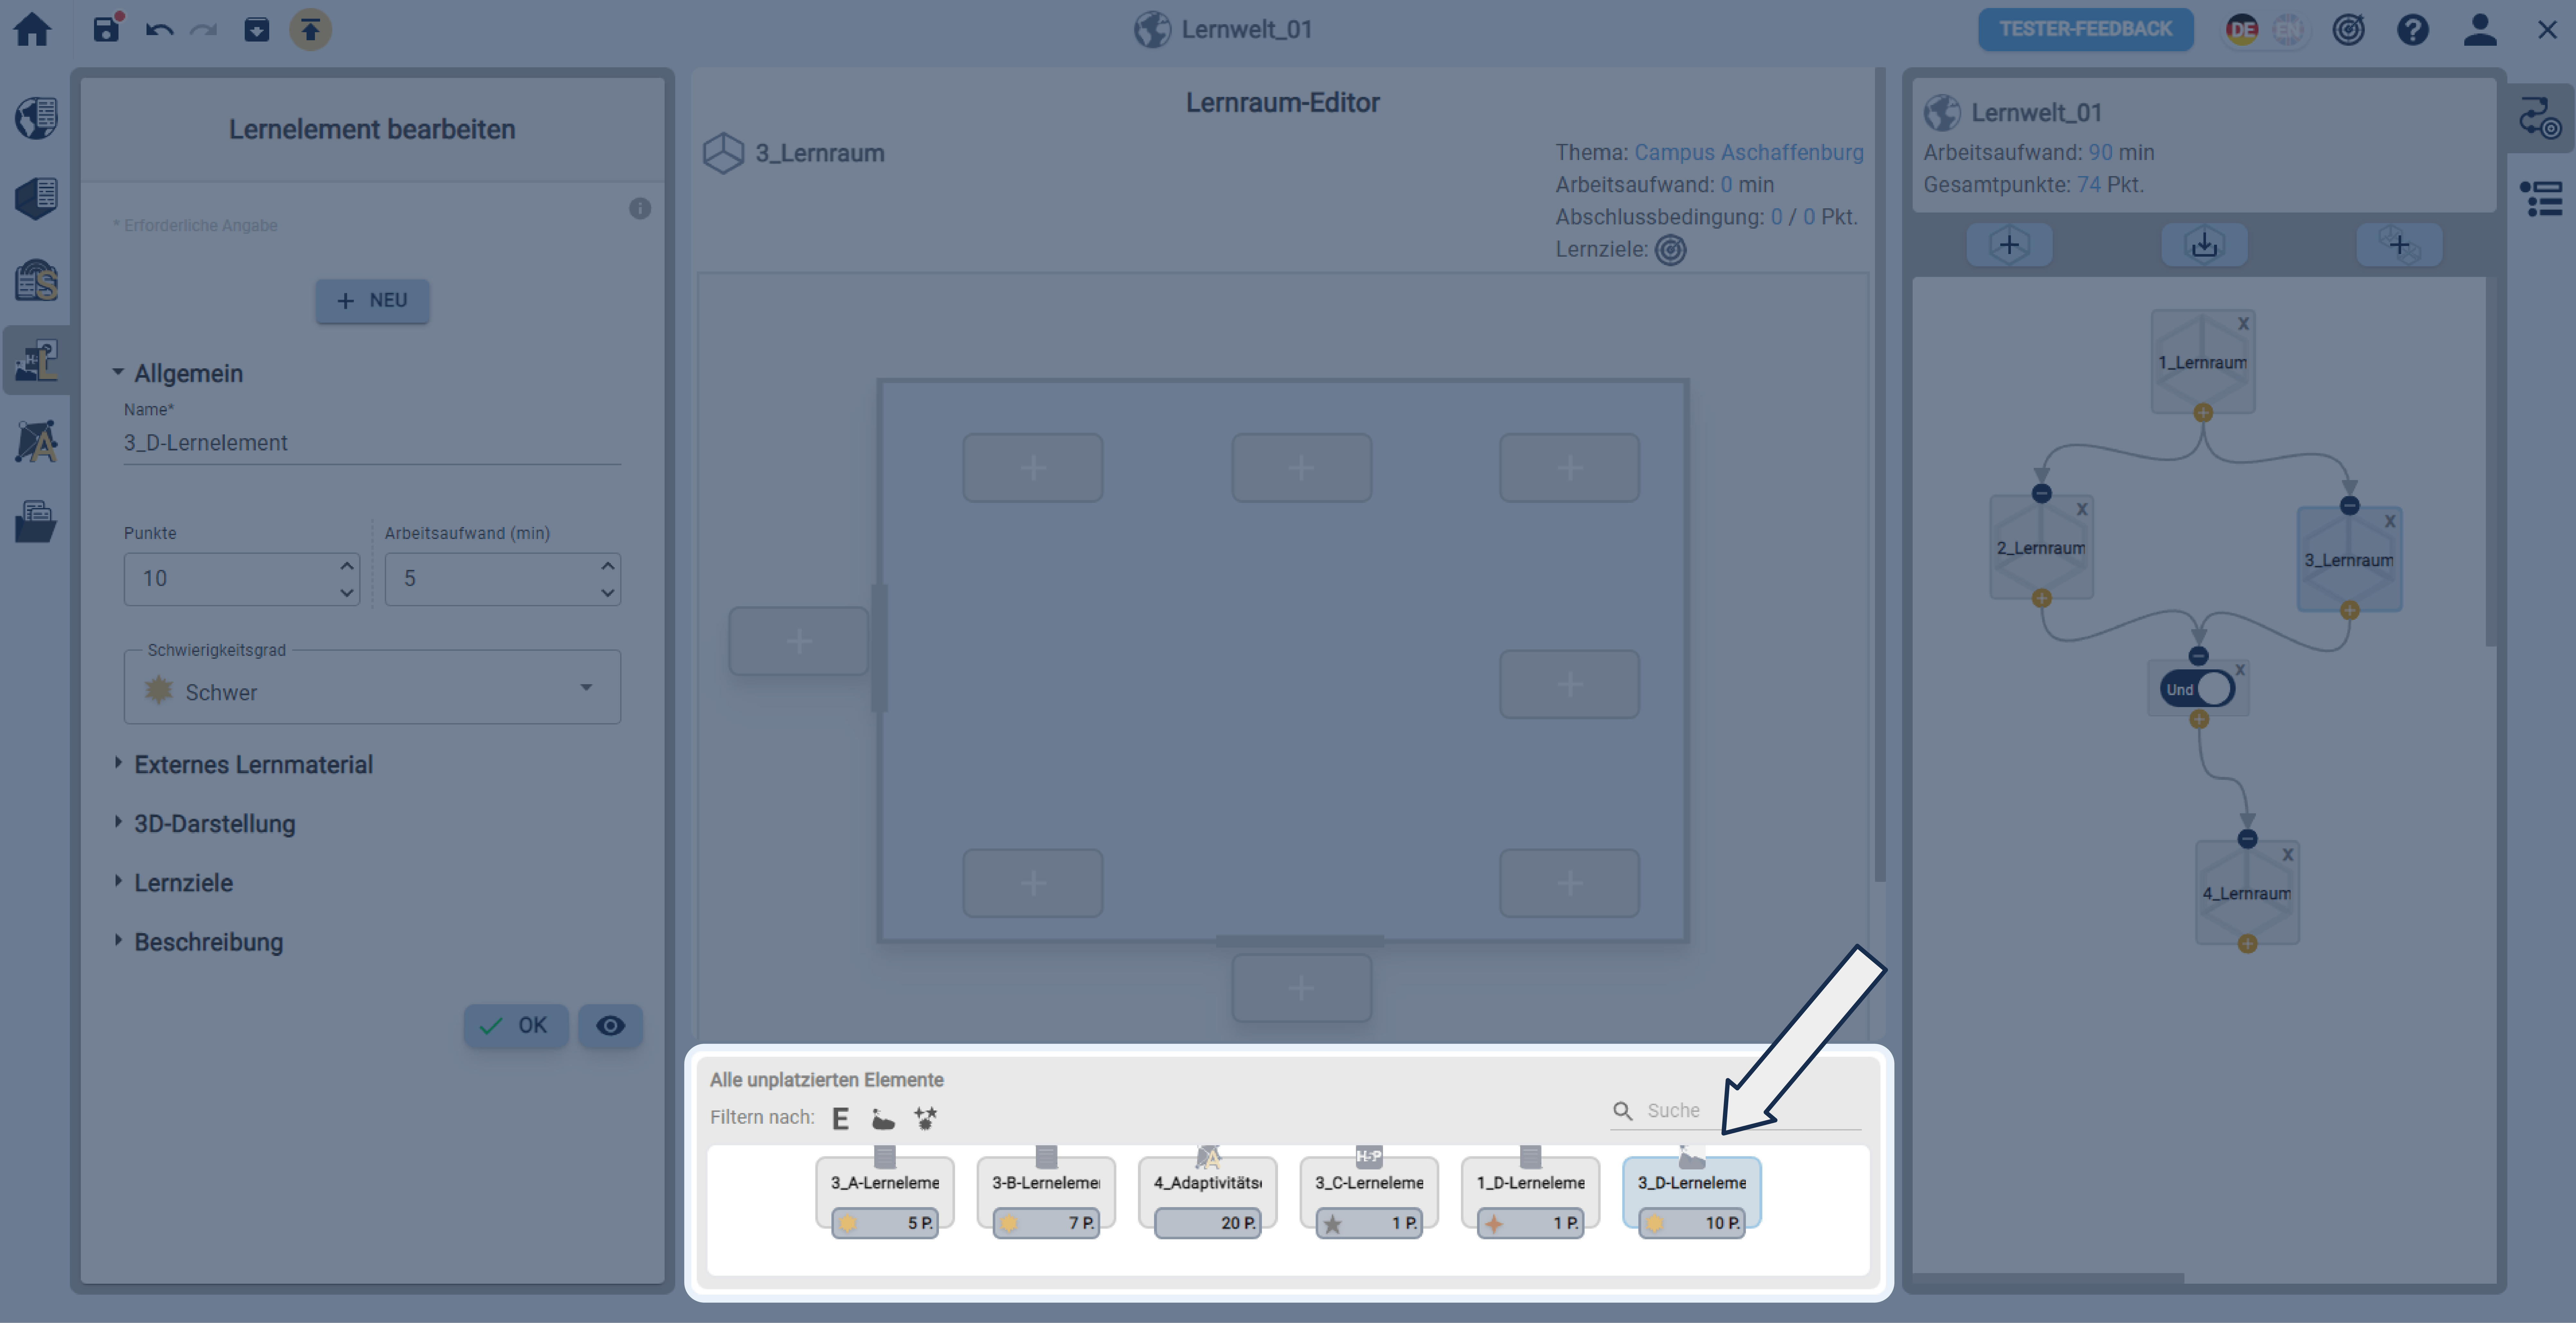 Lernwelt_01
TESTER-FEEDBACK
DE
EN
Lernelement bearbeiten
* Erforderliche Angabe
+ NEU
Allgemein
Name*
3_D-Lernelement
Punkte
Arbeitsaufwand (min)
10
5
Schwierigkeitsgrad
Schwer
Externes Lernmaterial
3D-Darstellung
Lernziele
Beschreibung
OK
Lernraum-Editor
3_Lernraum
Thema: Campus Aschaffenburg
Arbeitsaufwand: 0 min
Abschlussbedingung: 0 / 0 Pkt.
Lernziele:
Alle unplatzierten Elemente
Filtern nach: E
Suche
H-P
3_A-Lerneleme
3-B-Lerneleme
4_Adaptivitäts
3_C-Lerneleme
1_D-Lerneleme
3_D-Lerneleme
5 P.
7 P.
20 P.
1 P.
1 P.
10 P.
Lernwelt_01
Arbeitsaufwand: 90 min
Gesamtpunkte: 74 Pkt.
1_Lernraum
X
2_Lernraum
X
3_Lernraum
X
Und
X
4_Lernraum
X